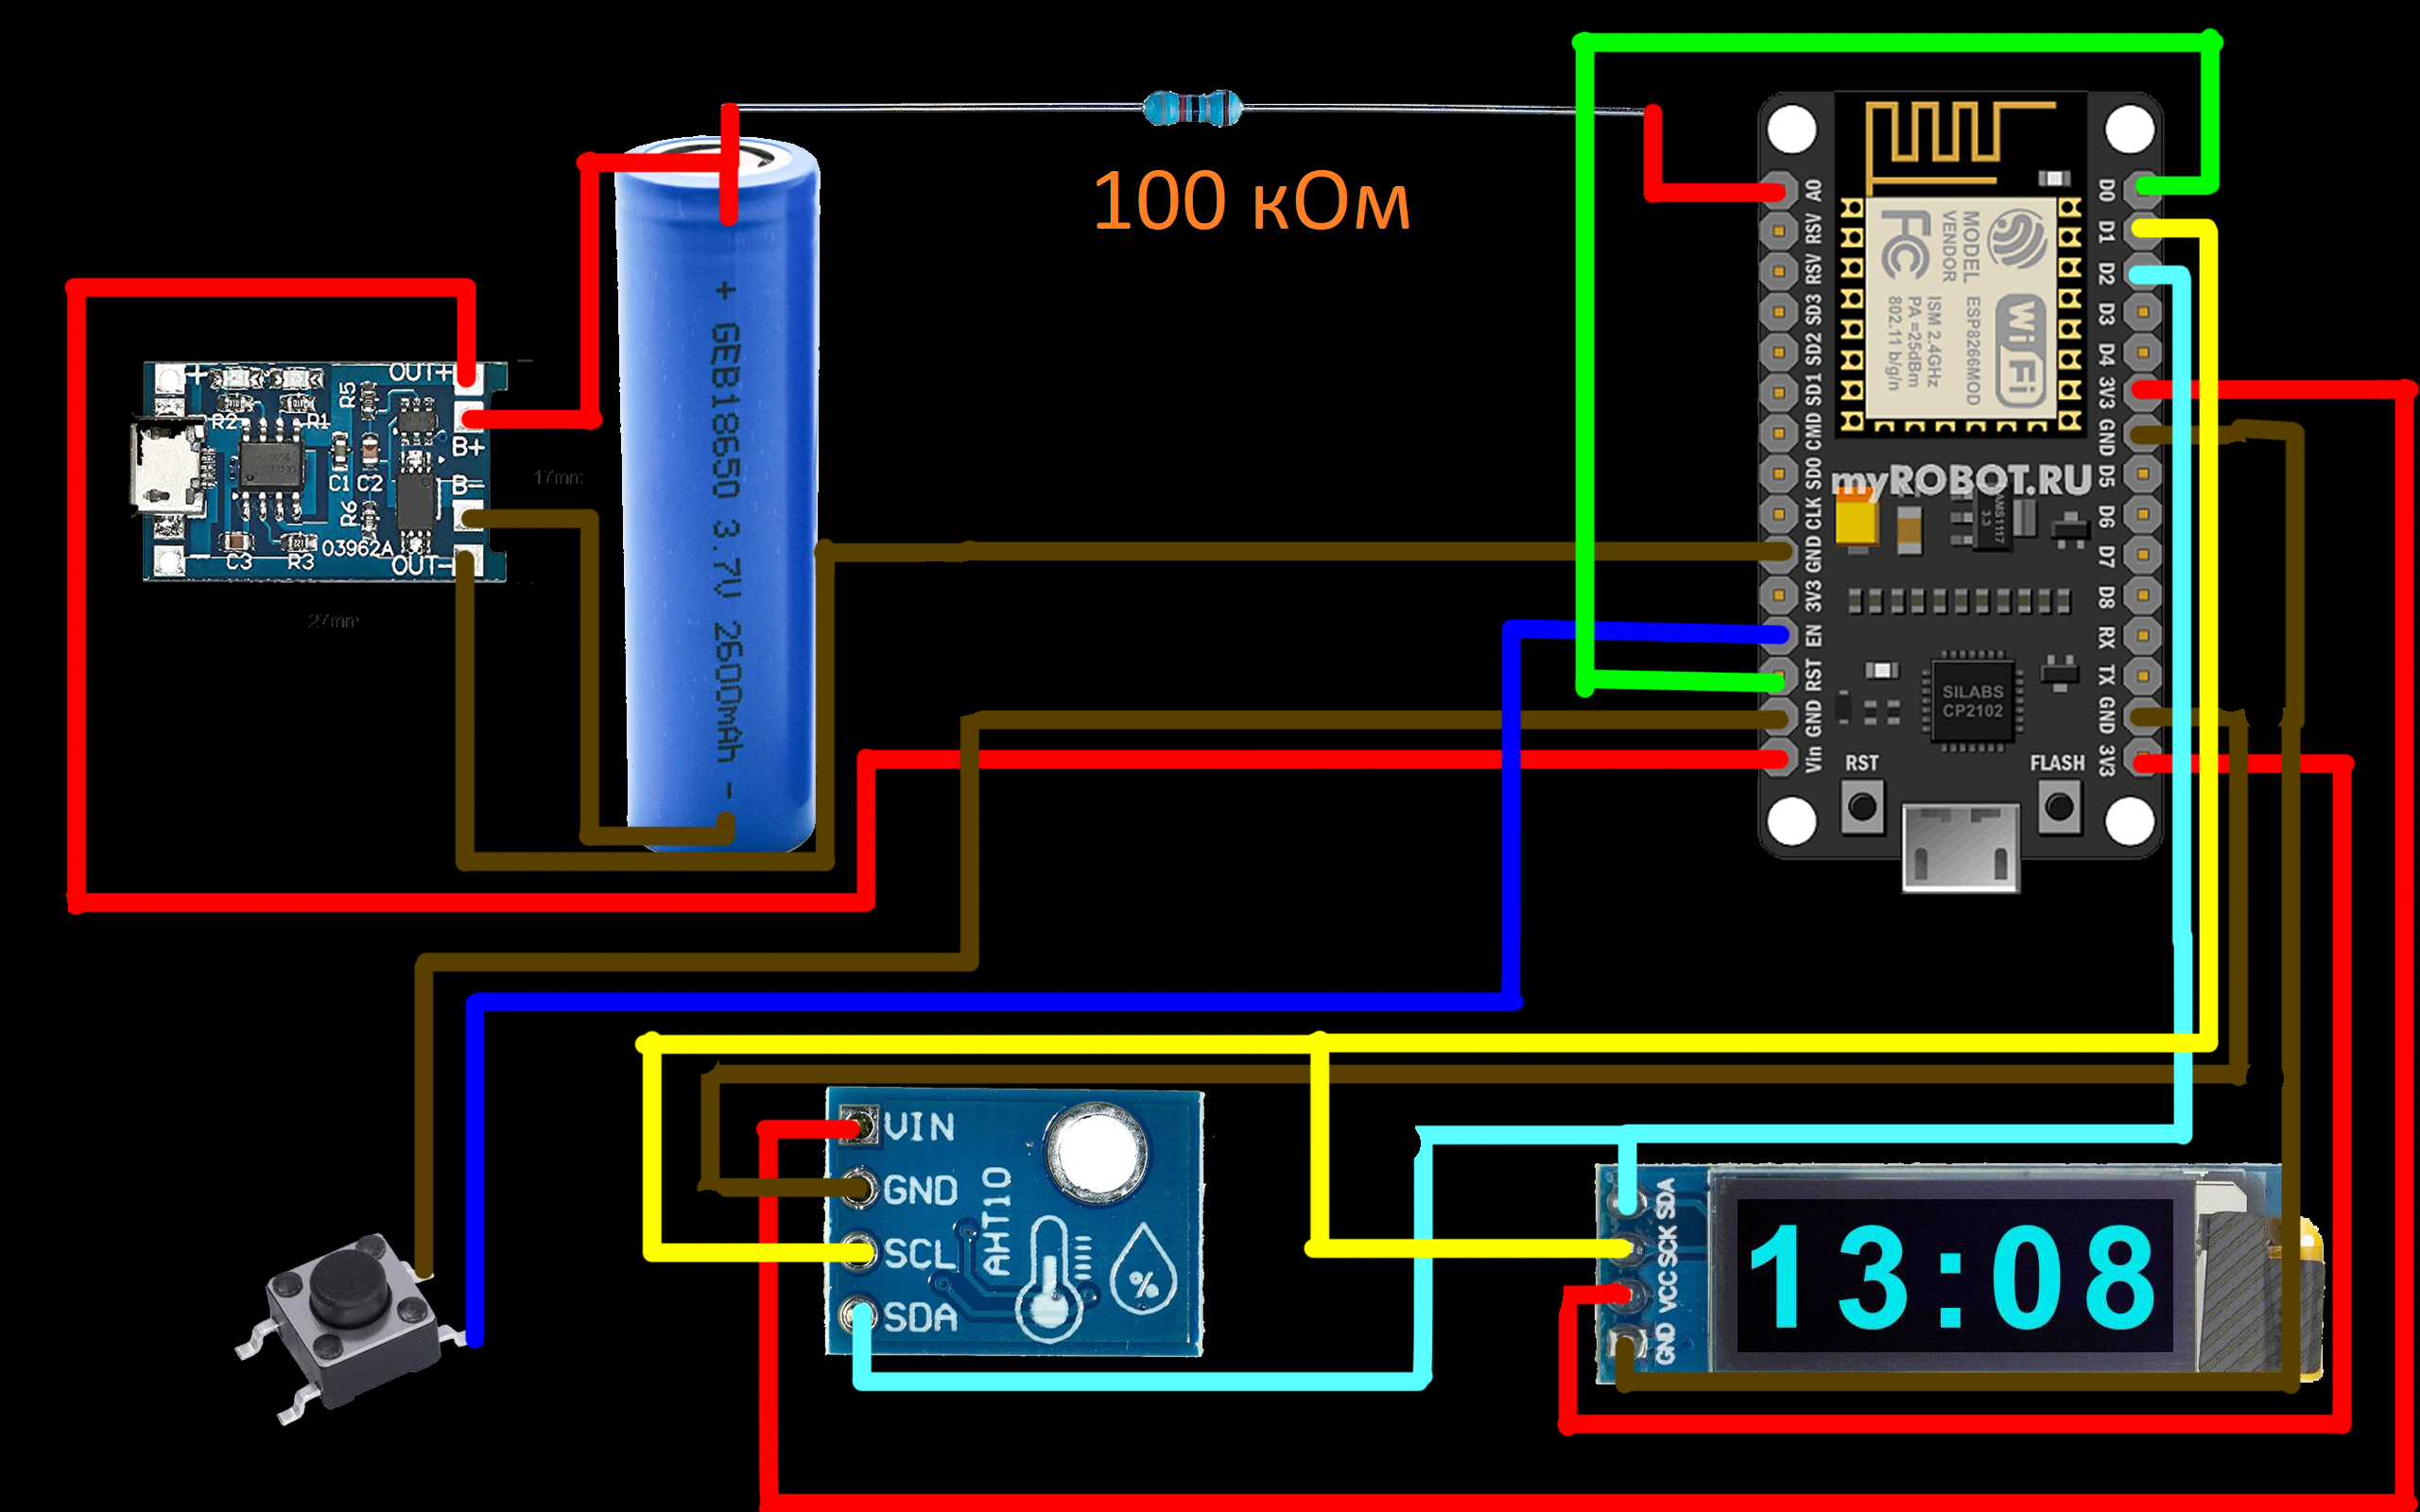 100 кОм
+ GEB18650 3.7V 2600mAh -
+
OUT+
R5
R2
R1
B+
C1 C2
B-
R6
03962A
C3
R3
OUT-
17mm
27mm
A0
RSV
RSV
SD3
SD2
SD1
CMD
SD0
CLK
GND
3V3
EN
RST
GND
Vin
D0
D1
D2
D3
D4
3V3
GND
D5
D6
D7
D8
RX
TX
GND
3V3
MODEL
VENDOR
ESP8266MOD
ISM 2.4GHz
PA =25dBm
802.11 b/g/n
FC
WiFi
myROBOT.RU
AMS1117
3.3
SILABS
CP2102
RST
FLASH
VIN
GND
SCL
SDA
AHT10
%
SDA
SCK
VCC
GND
13:08